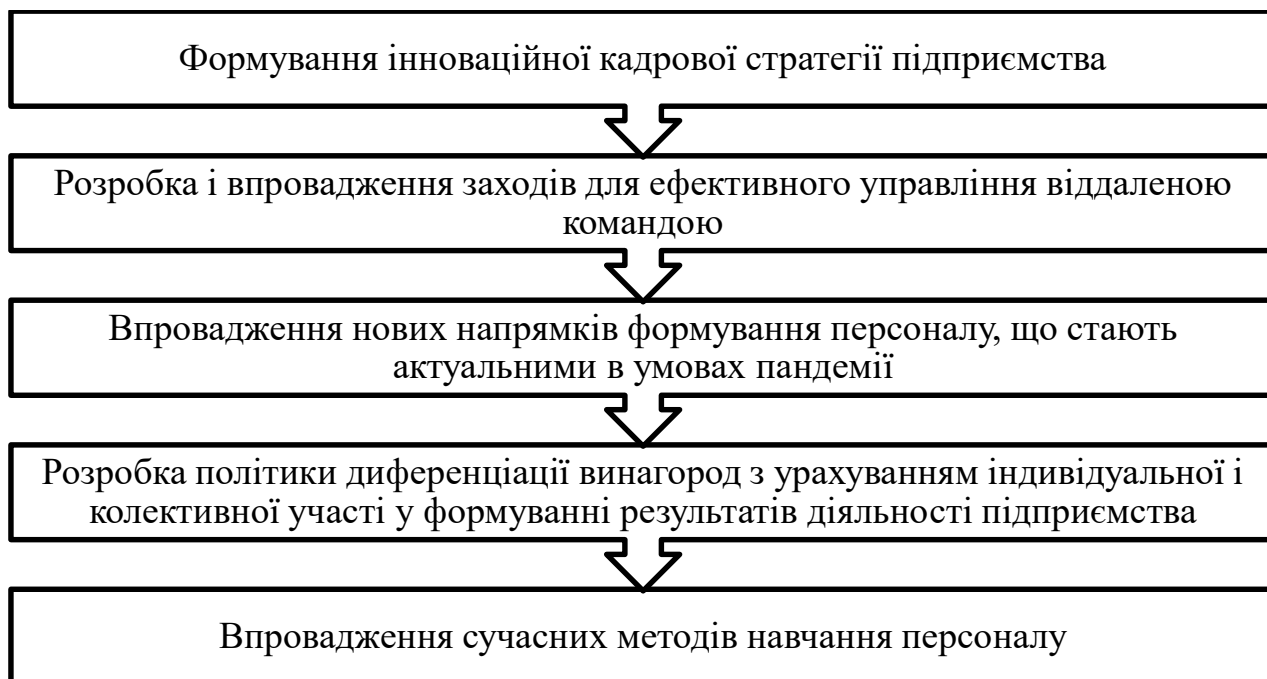 Формування інноваційної кадрової стратегії підприємства
Розробка і впровадження заходів для ефективного управління віддаленою
командою
Впровадження нових напрямків формування персоналу, що стають
актуальними в умовах пандемії
Розробка політики диференціації винагород з урахуванням індивідуальної і
колективної участі у формуванні результатів діяльності підприємства
Впровадження сучасних методів навчання персоналу